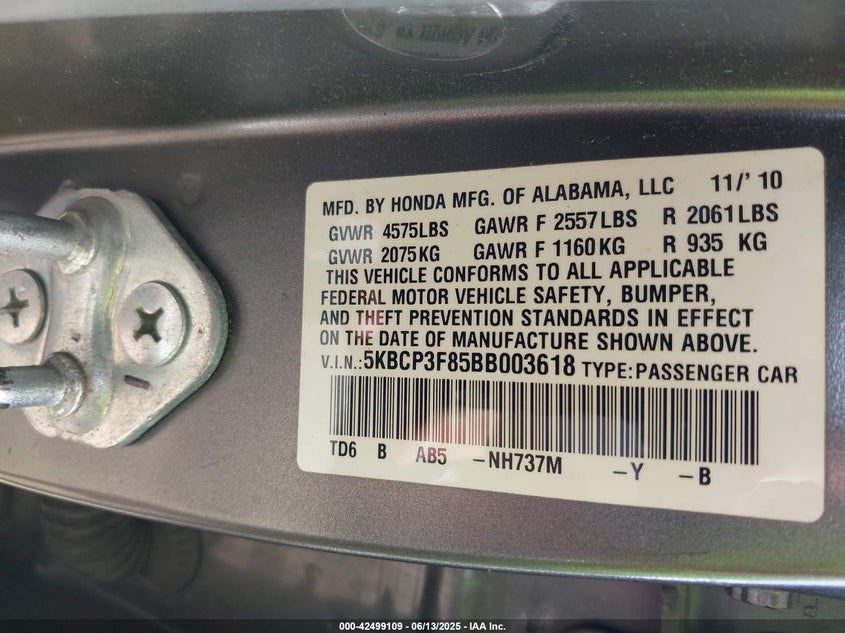 MFD. BY HONDA MFG. OF ALABAMA, LLC 11/' 10
GVWR 4575LBS GAWR F 2557LBS R 2061LBS
GVWR 2075KG GAWR F 1160KG R 935 KG
THIS VEHICLE CONFORMS TO ALL APPLICABLE
FEDERAL MOTOR VEHICLE SAFETY, BUMPER,
AND THEFT PREVENTION STANDARDS IN EFFECT
ON THE DATE OF MANUFACTURE SHOWN ABOVE.
V.I.N.:5KBCP3F85BB003618 TYPE:PASSENGER CAR
TD6 B AB5 -NH737M -Y -B
000-42499109 - 06/13/2025 - IAA Inc.